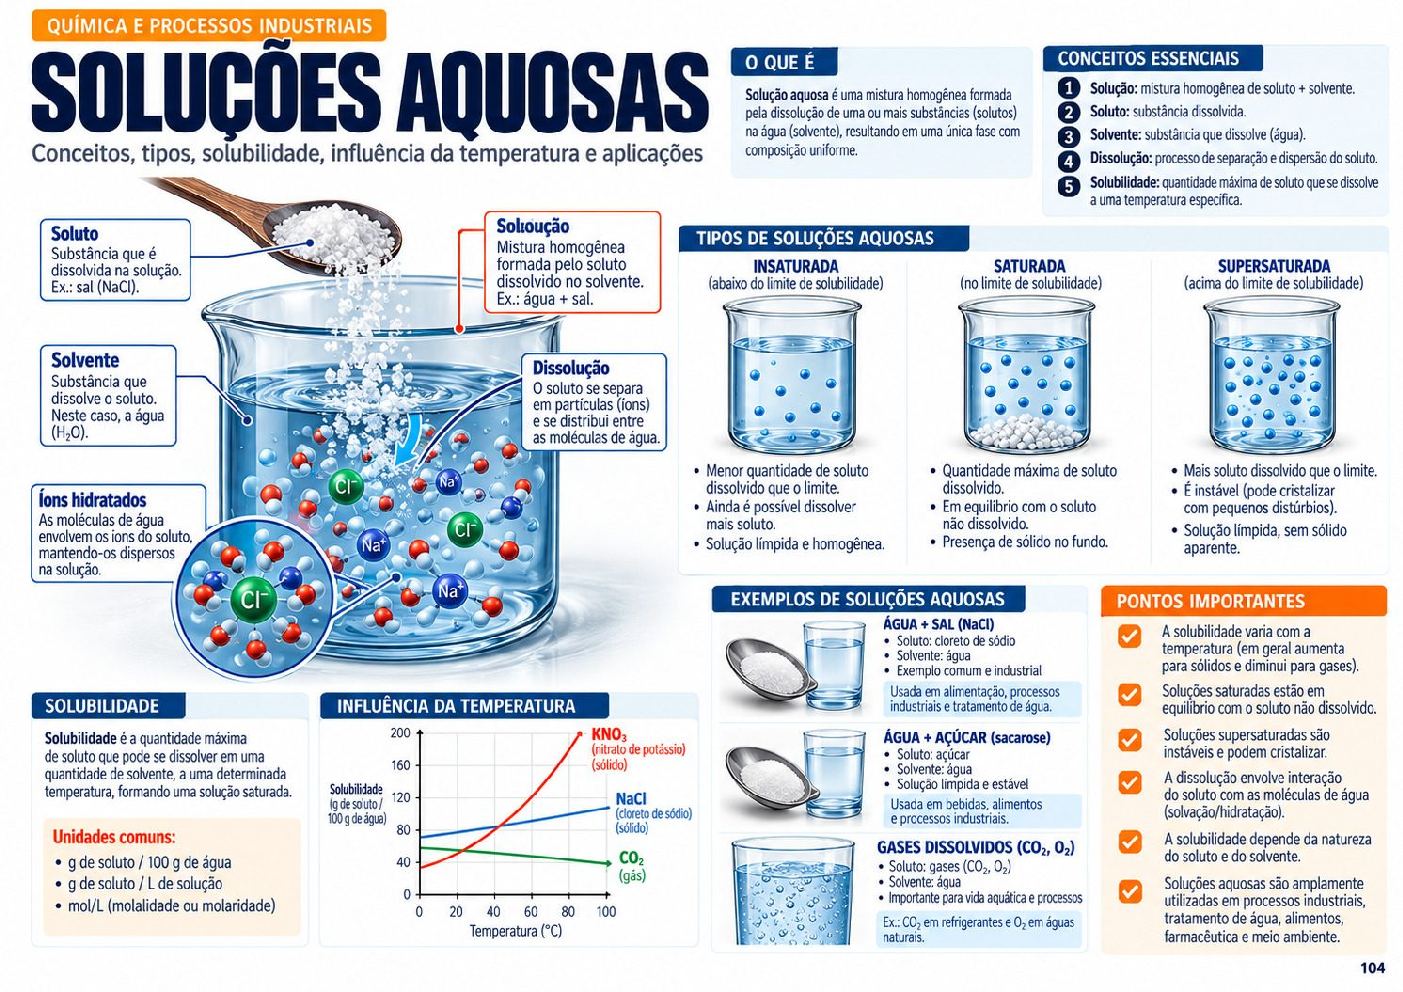 QUÍMICA E PROCESSOS INDUSTRIAIS
SOLUÇÕES AQUOSAS
Conceitos, tipos, solubilidade, influência da temperatura e aplicações
O QUE É
Solução aquosa é uma mistura homogênea formada
pela dissolução de uma ou mais substâncias (solutos)
na água (solvente), resultando em uma única fase com
composição uniforme.
CONCEITOS ESSENCIAIS
1 Solução: mistura homogênea de soluto + solvente.
2 Soluto: substância dissolvida.
3 Solvente: substância que dissolve (água).
4 Dissolução: processo de separação e dispersão do soluto.
5 Solubilidade: quantidade máxima de soluto que se dissolve
a uma temperatura específica.
Soluto
Substância que é
dissolvida na solução.
Ex.: sal (NaCl).
Mistura homogênea
formada pelo soluto
dissolvido no solvente.
Ex.: água + sal.
Solvente
Substância que
dissolve o soluto.
Neste caso, a água
(H₂O).
Dissolução
O soluto se separa
em partículas (íons)
e se distribui entre
as moléculas de água.
Íons hidratados
As moléculas de água
envolvem os íons do soluto,
mantendo-os dispersos
na solução.
Cl⁻
Na⁺
Cl⁻
Na⁺
Na⁺
Cl⁻
TIPOS DE SOLUÇÕES AQUOSAS
INSATURADA
(abaixo do limite de solubilidade)
• Menor quantidade de soluto
dissolvido que o limite.
• Ainda é possível dissolver
mais soluto.
• Solução límpida e homogênea.
SATURADA
(no limite de solubilidade)
• Quantidade máxima de soluto
dissolvido.
• Em equilíbrio com o soluto
não dissolvido.
• Presença de sólido no fundo.
SUPERSATURADA
(acima do limite de solubilidade)
• Mais soluto dissolvido que o limite.
• É instável (pode cristalizar
com pequenos distúrbios).
• Solução límpida, sem sólido
aparente.
SOLUBILIDADE
Solubilidade é a quantidade máxima
de soluto que pode se dissolver em uma
quantidade de solvente, a uma determinada
temperatura, formando uma solução saturada.
Unidades comuns:
• g de soluto / 100 g de água
• g de soluto / L de solução
• mol/L (molalidade ou molaridade)
INFLUÊNCIA DA TEMPERATURA
Solubilidade
(g de soluto /
100 g de água)
200
160
120
80
40
0
0 20 40 60 80 100
Temperatura (°C)
KNO₃
(nitrato de potássio)
(sólido)
NaCl
(cloreto de sódio)
(sólido)
CO₂
(gás)
EXEMPLOS DE SOLUÇÕES AQUOSAS
ÁGUA + SAL (NaCl)
• Soluto: cloreto de sódio
• Solvente: água
• Exemplo comum e industrial
Usada em alimentação, processos
industriais e tratamento de água.
ÁGUA + AÇÚCAR (sacarose)
• Soluto: açúcar
• Solvente: água
• Solução límpida e estável
Usada em bebidas, alimentos
e processos industriais.
GASES DISSOLVIDOS (CO₂, O₂)
• Soluto: gases (CO₂, O₂)
• Solvente: água
• Importante para vida aquática e processos
Ex.: CO₂ em refrigerantes e O₂ em águas
naturais.
PONTOS IMPORTANTES
A solubilidade varia com a
temperatura (em geral aumenta
para sólidos e diminui para gases).
Soluções saturadas estão em
equilíbrio com o soluto não dissolvido.
Soluções supersaturadas são
instáveis e podem cristalizar.
A dissolução envolve interação
do soluto com as moléculas de água
(solvação/hidratação).
A solubilidade depende da natureza
do soluto e do solvente.
Soluções aquosas são amplamente
utilizadas em processos industriais,
tratamento de água, alimentos,
farmacêutica e meio ambiente.
104